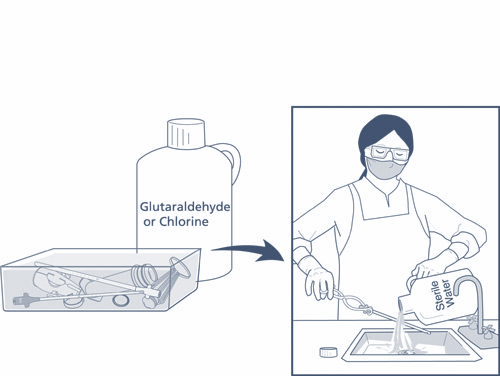 Glutaraldehyde
or Chlorine
Sterile
Water